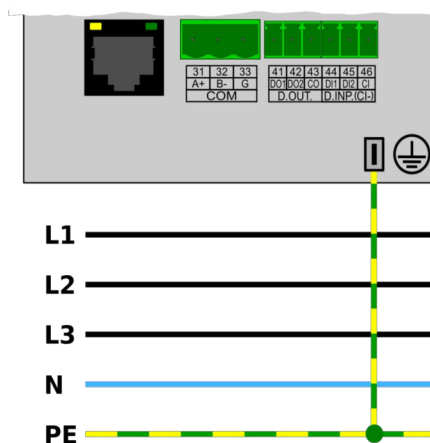 31 32 33 41 42 43 44 45 46
A+ B- G DO1 DO2 CO DI1 DI2 CI
COM D.OUT. D.INP.(CI-)
L1
L2
L3
N
PE